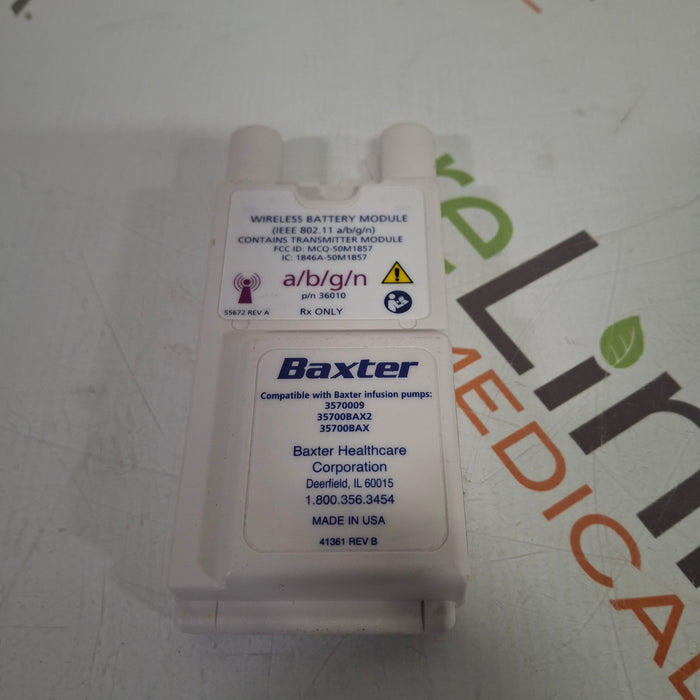 WIRELESS BATTERY MODULE
(IEEE 802.11 a/b/g/n)
CONTAINS TRANSMITTER MODULE
FCC ID: MCQ-50M1857
IC: 1846A-50M1857
a/b/g/n
p/n 36010
55672 REV A
Rx ONLY
Baxter
Compatible with Baxter infusion pumps:
3570009
35700BAX2
35700BAX
Baxter Healthcare
Corporation
Deerfield, IL 60015
1.800.356.3454
MADE IN USA
41361 REV B
MEDICAL